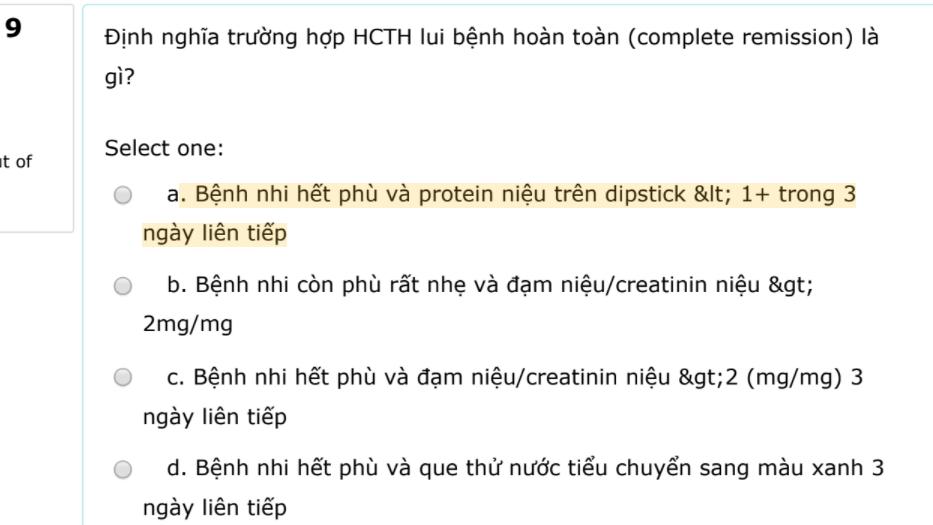 9
Định nghĩa trường hợp HCTH lui bệnh hoàn toàn (complete remission) là
gì?
Select one:
t of
a. Bệnh nhi hết phù và protein niệu trên dipstick &lt; 1+ trong 3
ngày liên tiếp
b. Bệnh nhi còn phù rất nhẹ và đạm niệu/creatinin niệu &gt;
2mg/mg
c. Bệnh nhi hết phù và đạm niệu/creatinin niệu &gt;2 (mg/mg) 3
ngày liên tiếp
d. Bệnh nhi hết phù và que thử nước tiểu chuyển sang màu xanh 3
ngày liên tiếp